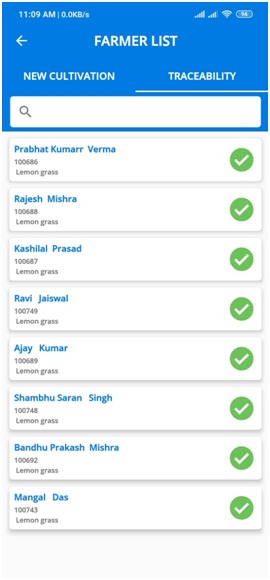 11:09 AM | 0.0KB/s 96
FARMER LIST
NEW CULTIVATION TRACEABILITY
Prabhat Kumarr Verma
100686
Lemon grass
Rajesh Mishra
100688
Lemon grass
Kashilal Prasad
100687
Lemon grass
Ravi Jaiswal
100749
Lemon grass
Ajay Kumar
100689
Lemon grass
Shambhu Saran Singh
100748
Lemon grass
Bandhu Prakash Mishra
100692
Lemon grass
Mangal Das
100743
Lemon grass